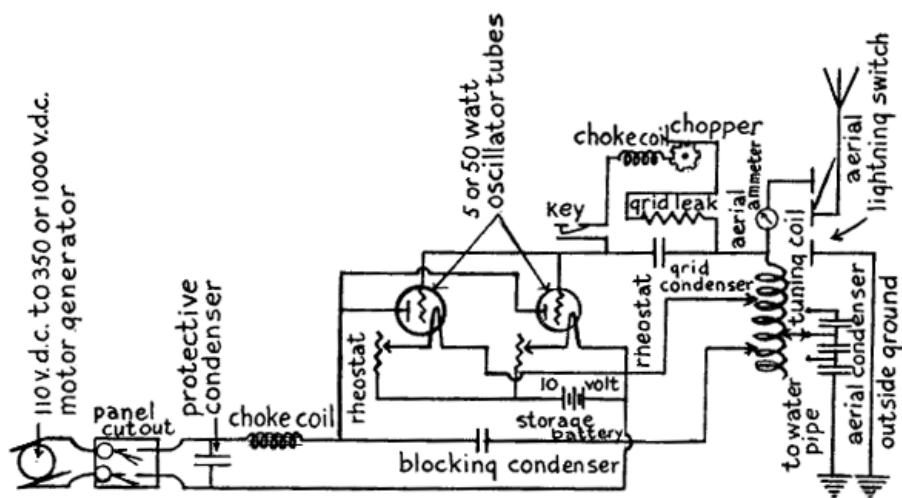 110 v.d.c. to 350 or 1000 v.d.c.
motor generator
panel
cutout
protective
condenser
choke coil
5 or 50 watt
oscillator tubes
rheostat
10 volt
storage
battery
blocking condenser
key
choke coil
chopper
grid leak
grid
condenser
rheostat
aerial
ammeter
tuning coil
aerial
lightning switch
to water
pipe
aerial condenser
outside ground